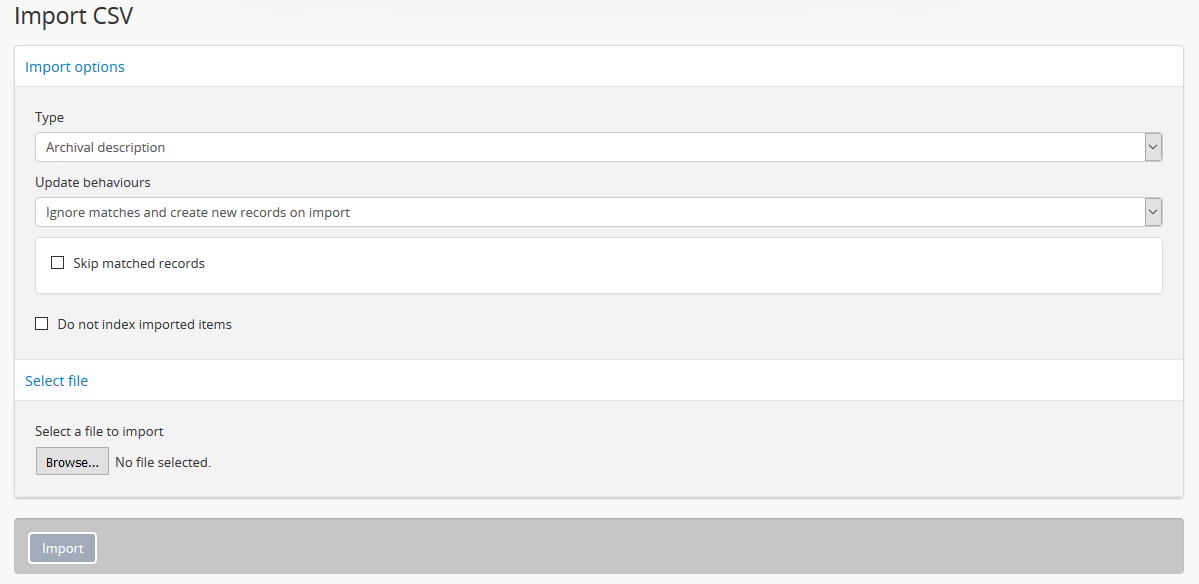 Import CSV
Import options
Type
Archival description
Update behaviours
Ignore matches and create new records on import
Skip matched records
Do not index imported items
Select file
Select a file to import
Browse... No file selected.
Import